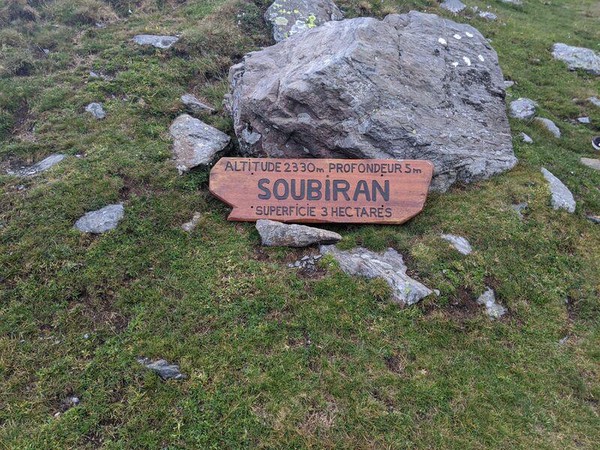 ALTITUDE 2330m PROFONDEUR 5m
SOUBIRAN
SUPERFICIE 3 HECTARES